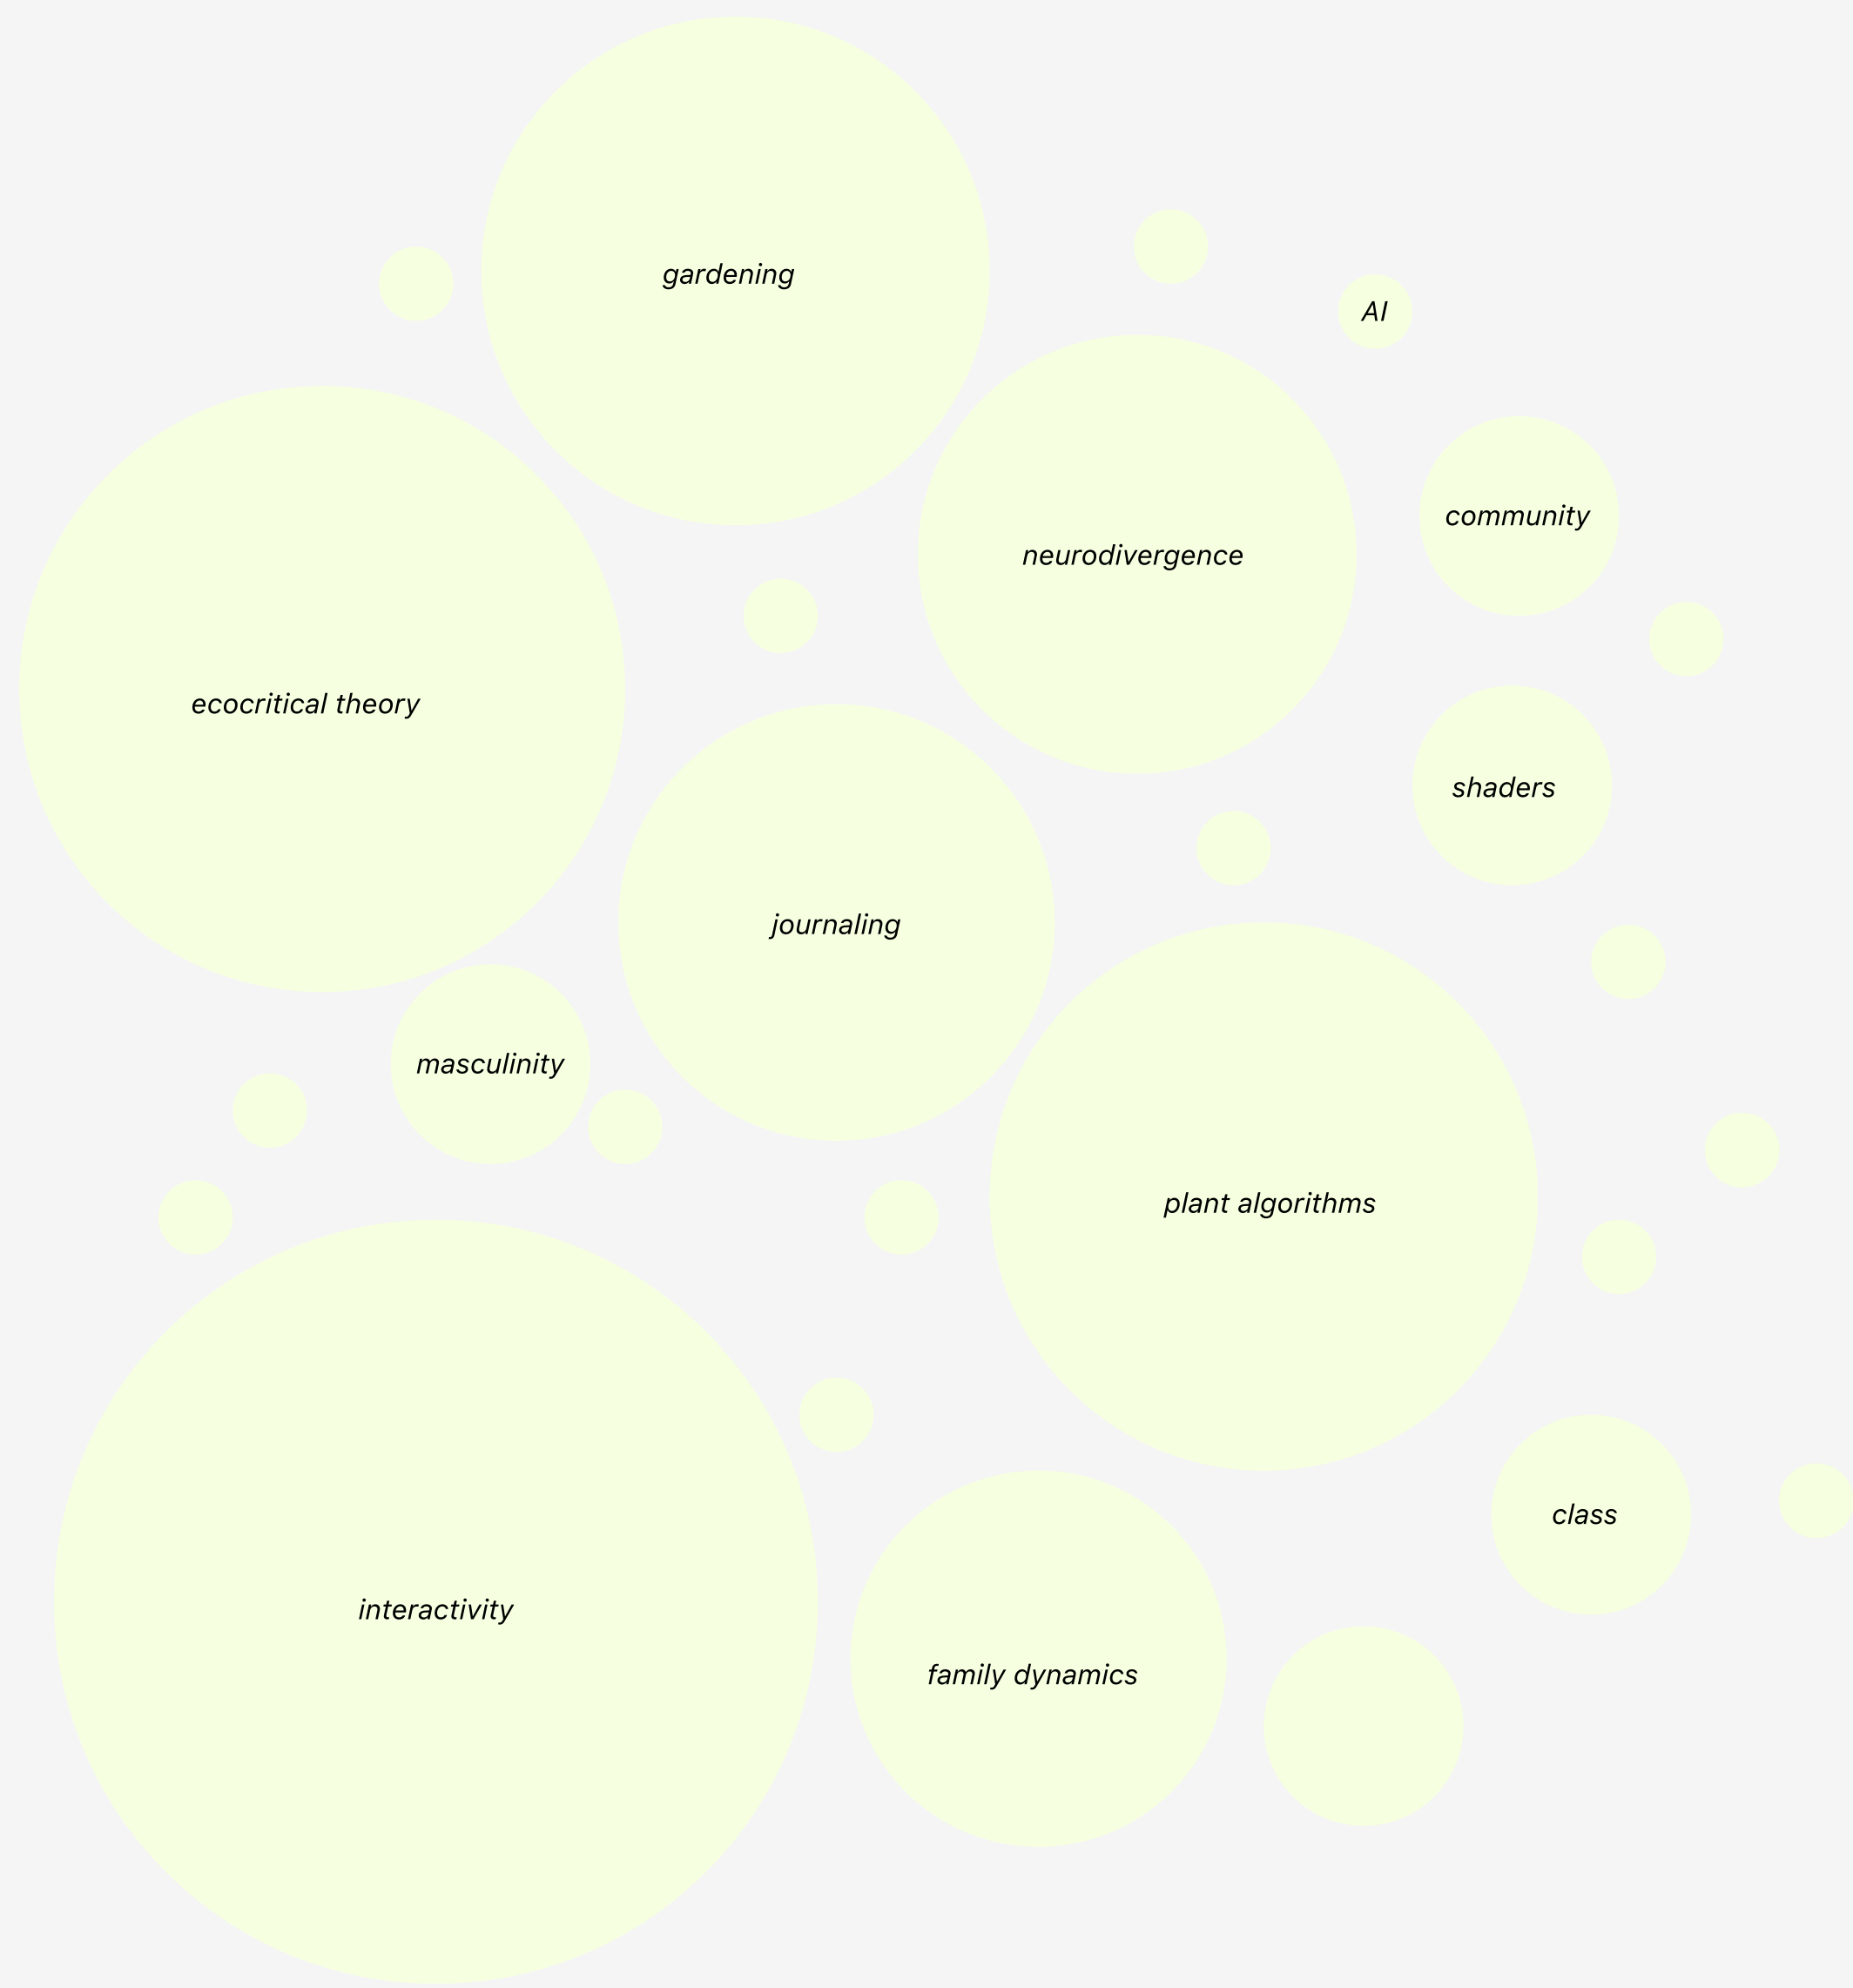 gardening
AI
community
neurodivergence
ecocritical theory
shaders
journaling
masculinity
plant algorithms
class
interactivity
family dynamics